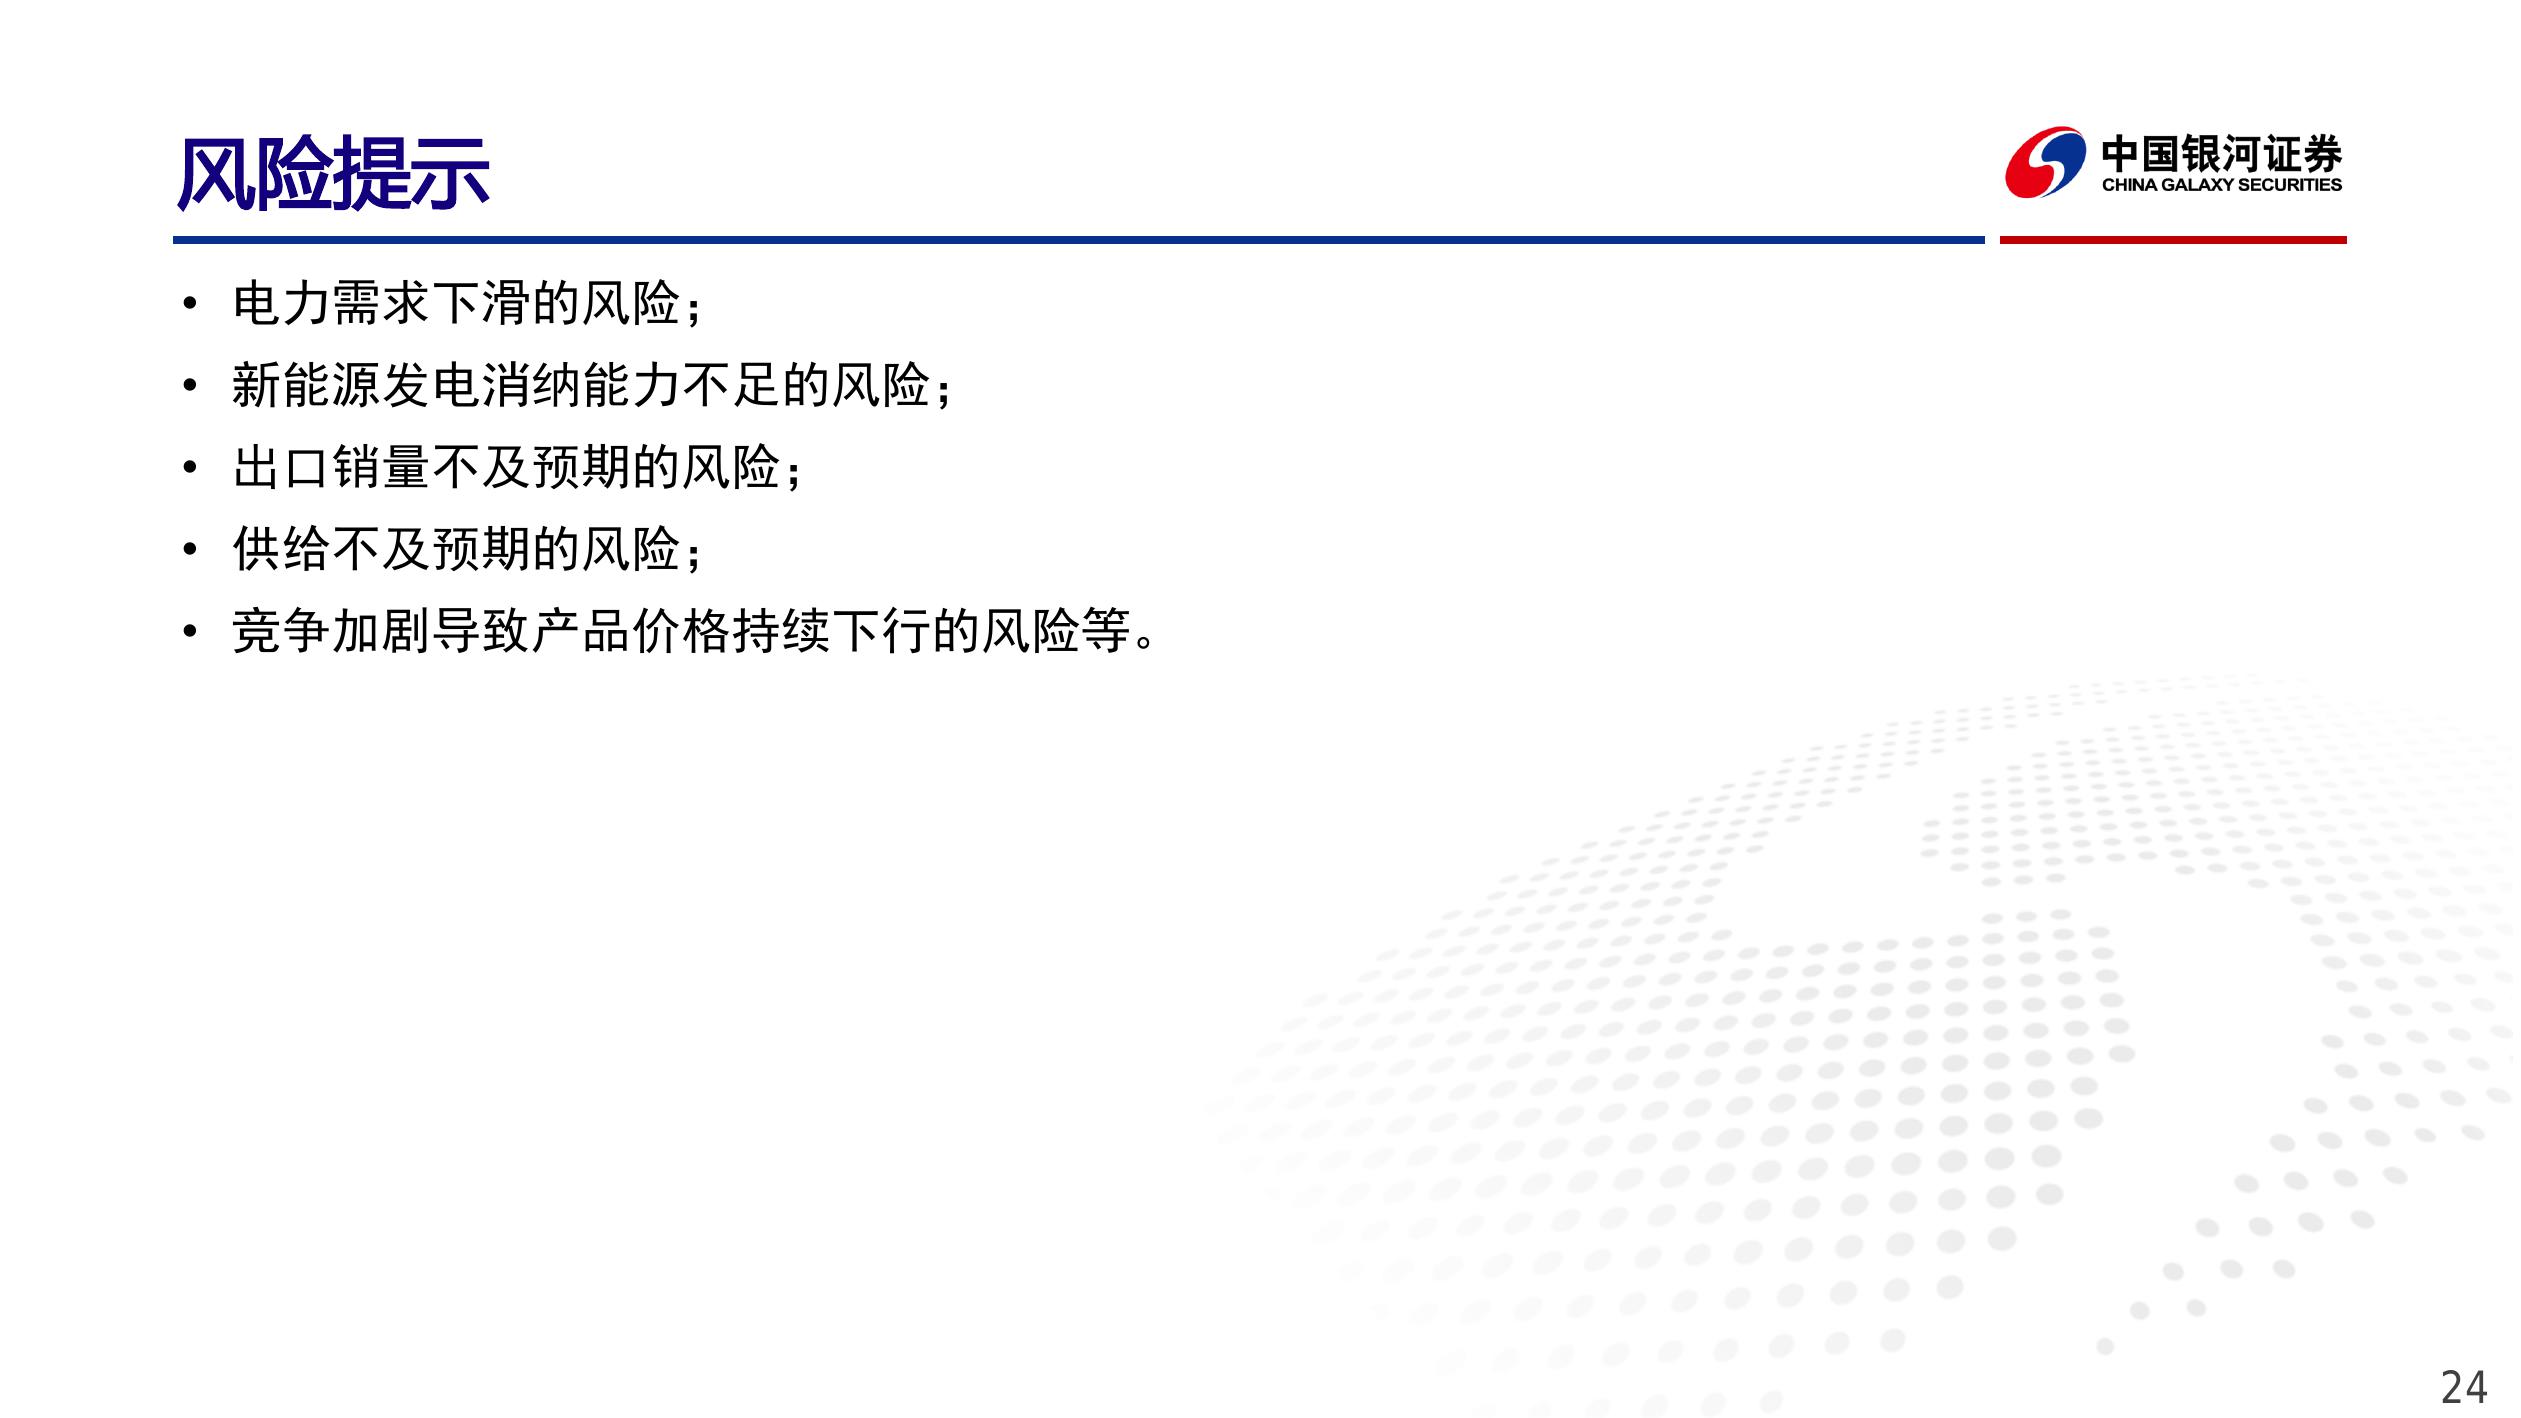 风险提示
中国银河证券
CHINA GALAXY SECURITIES
• 电力需求下滑的风险；
• 新能源发电消纳能力不足的风险；
• 出口销量不及预期的风险；
• 供给不及预期的风险；
• 竞争加剧导致产品价格持续下行的风险等。
24